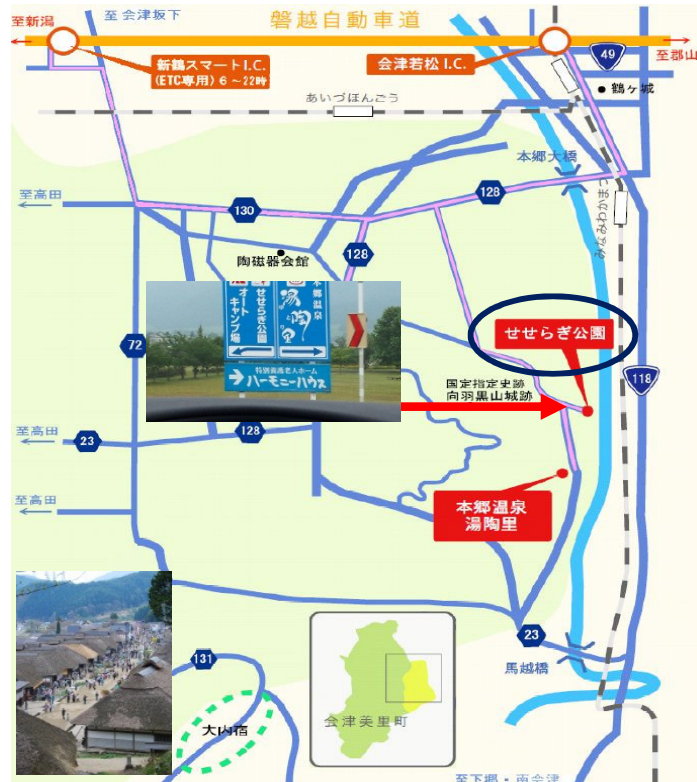 至新潟
至会津坂下
磐越自動車道
新鶴スマートI.C.
(ETC専用) 6～22時
会津若松 I.C.
49
至郡山
鶴ヶ城
あいづほんごう
本郷大橋
至高田
130
128
みなみわかまつ
128
陶磁器会館
せせらぎ公園
オート
キャンプ場
本郷温泉
湯陶里
特別養護老人ホーム
ハーモニーハウス
せせらぎ公園
72
国定指定史跡
向羽黒山城跡
118
至高田
23
128
至高田
本郷温泉
湯陶里
23
馬越橋
131
大内宿
会津美里町
至下郷・南会津